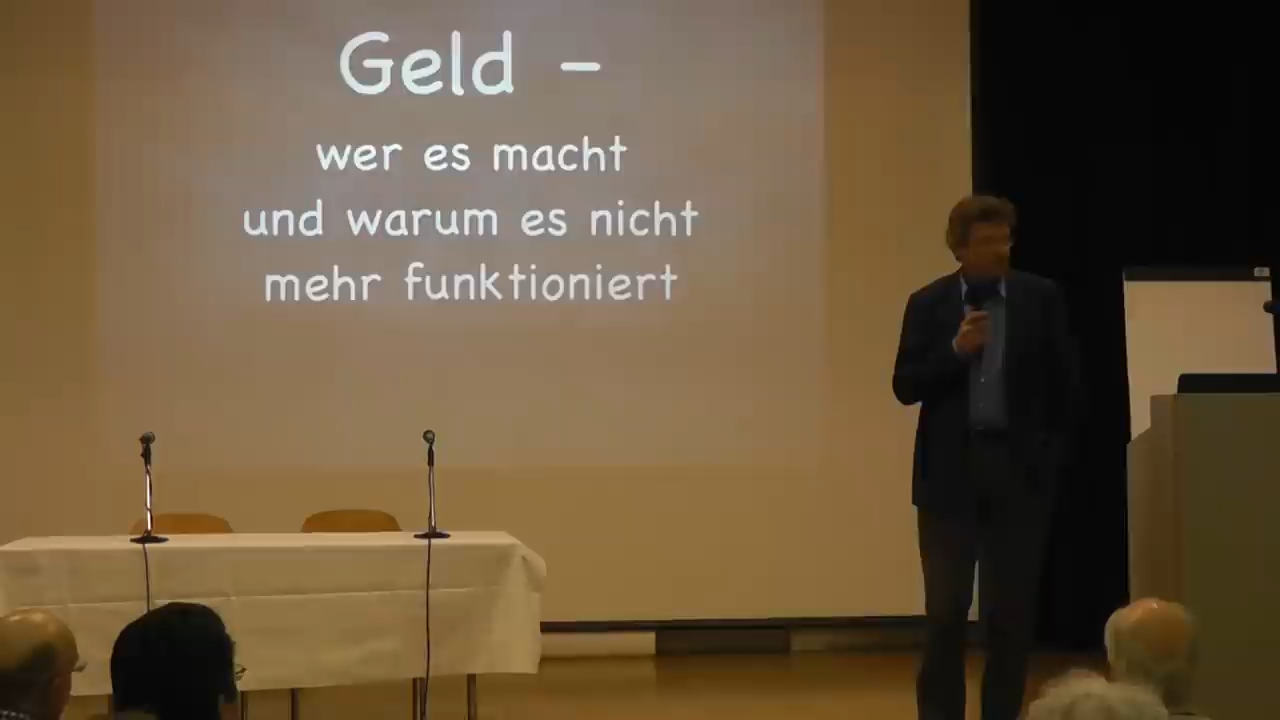 Geld –
wer es macht
und warum es nicht
mehr funktioniert